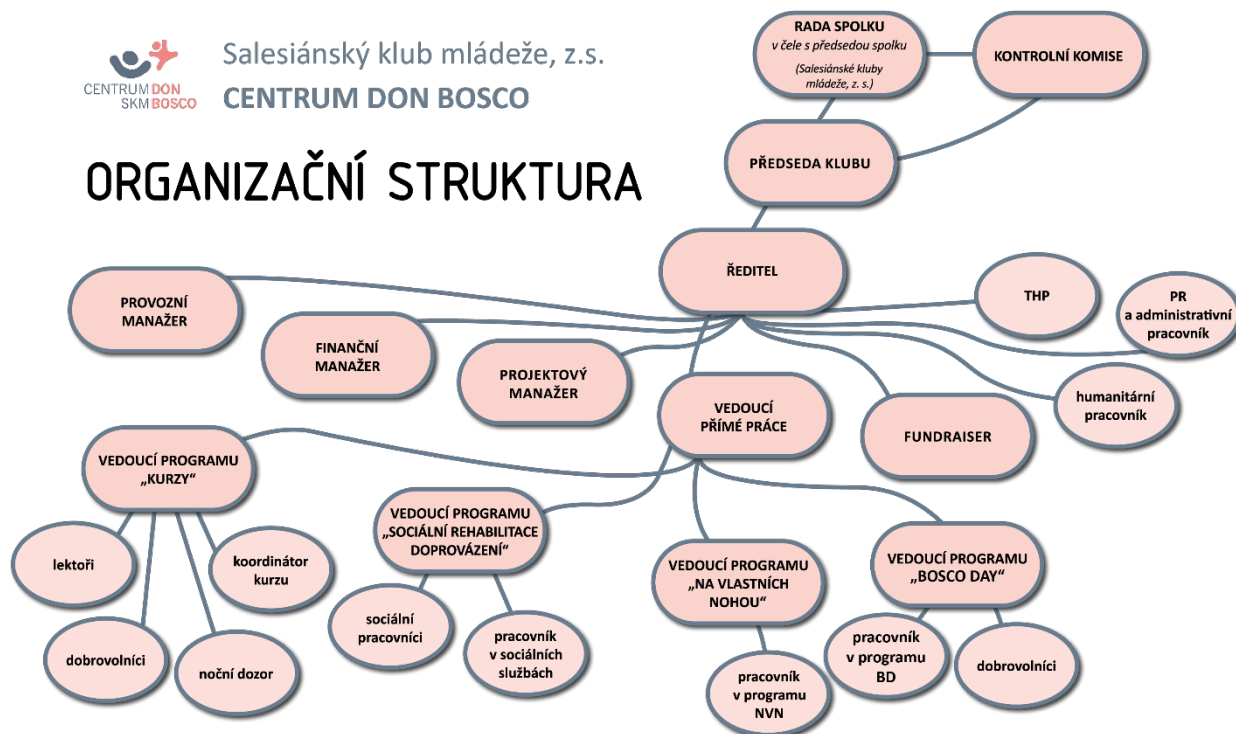 CENTRUM DON
SKM BOSCO
Salesiánský klub mládeže, z.s.
CENTRUM DON BOSCO
ORGANIZAČNÍ STRUKTURA
RADA SPOLKU
v čele s předsedou spolku
(Salesiánské kluby
mládeže, z. s.)
KONTROLNÍ KOMISE
PŘEDSEDA KLUBU
ŘEDITEL
PROVOZNÍ
MANAŽER
FINANČNÍ
MANAŽER
PROJEKTOVÝ
MANAŽER
VEDOUCÍ
PŘÍMÉ PRÁCE
FUNDRAISER
THP
PR
a administrativní
pracovník
humanitární
pracovník
VEDOUCÍ PROGRAMU
„KURZY“
lektoři
dobrovolníci
noční dozor
koordinátor
kurzu
VEDOUCÍ PROGRAMU
„SOCIÁLNÍ REHABILITACE
DOPROVÁZENÍ“
sociální
pracovníci
pracovník
v sociálních
službách
VEDOUCÍ PROGRAMU
„NA VLASTNÍCH
NOHOU“
pracovník
v programu
NVN
VEDOUCÍ PROGRAMU
„BOSCO DAY“
pracovník
v programu
BD
dobrovolníci